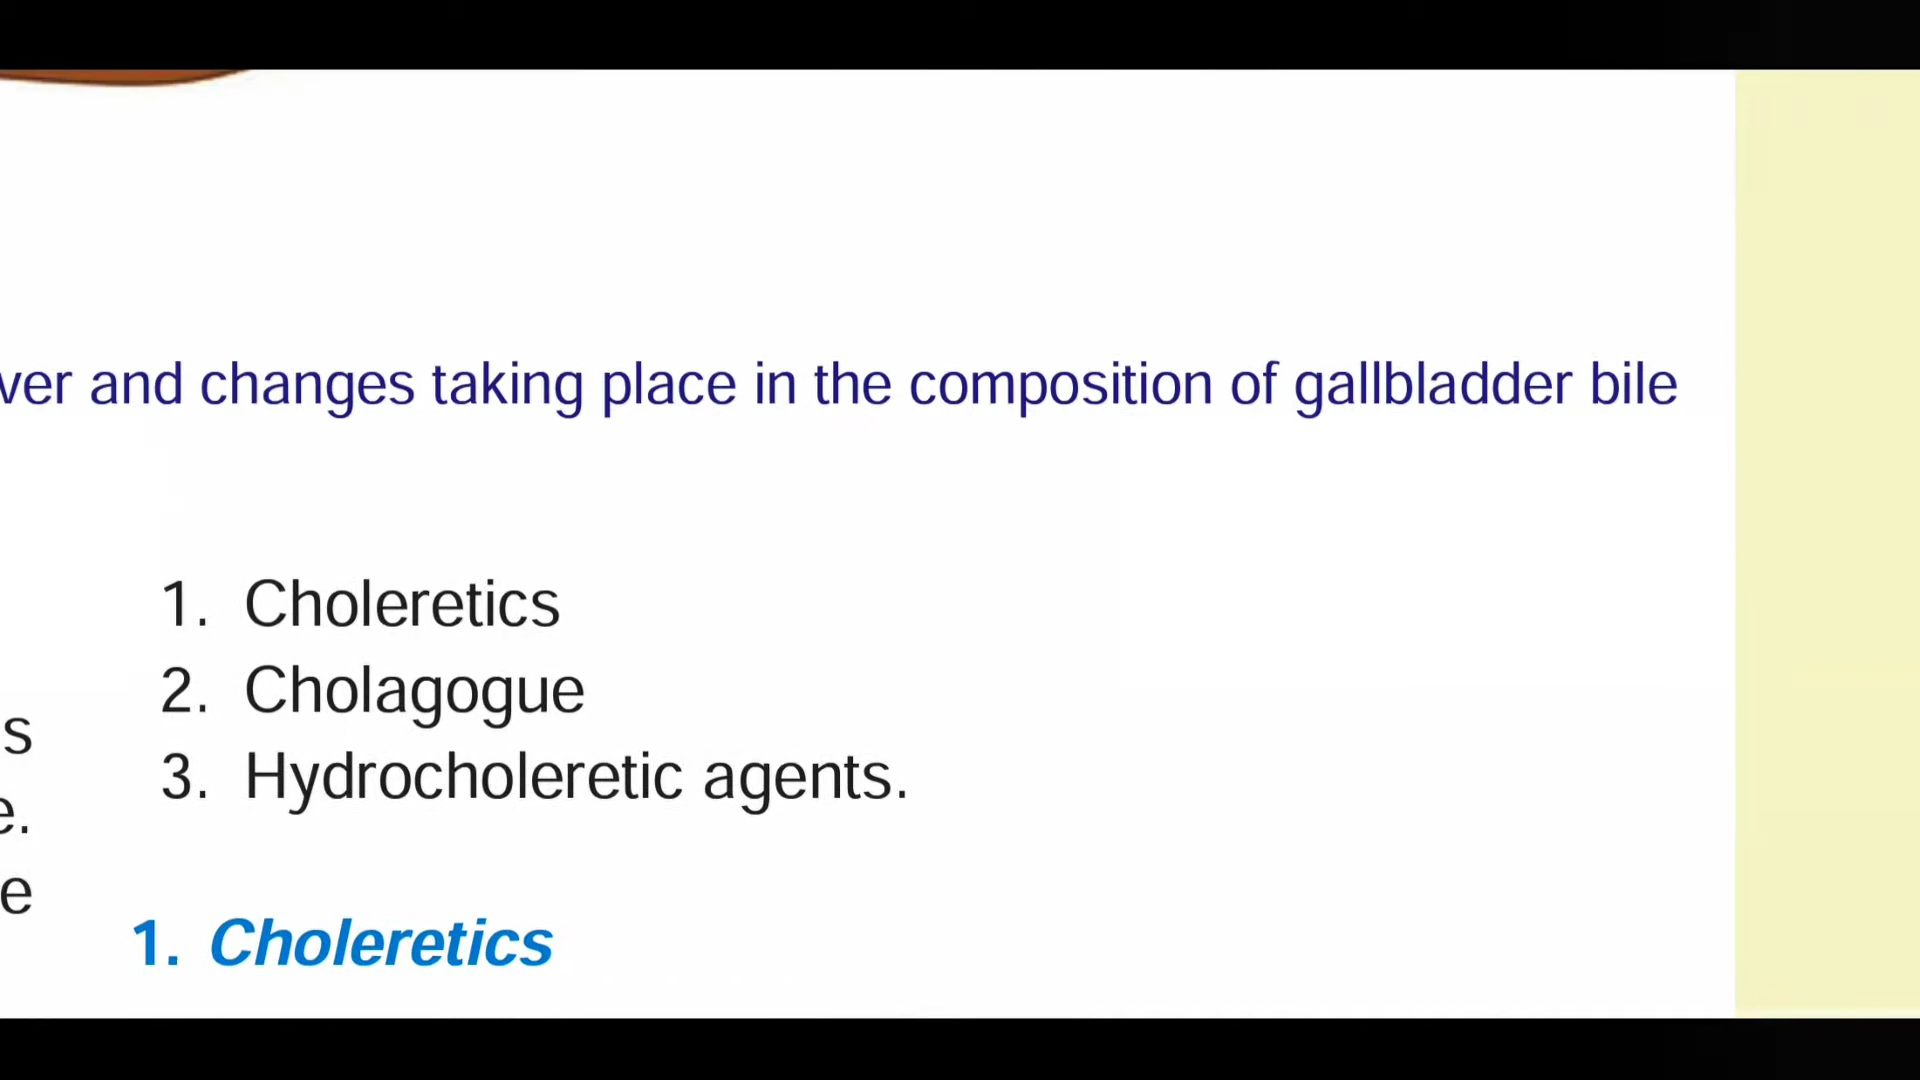 and changes taking place in the composition of gallbladder bile
1. Choleretics
2. Cholagogue
3. Hydrocholeretic agents.
s
e.
e
1. Choleretics